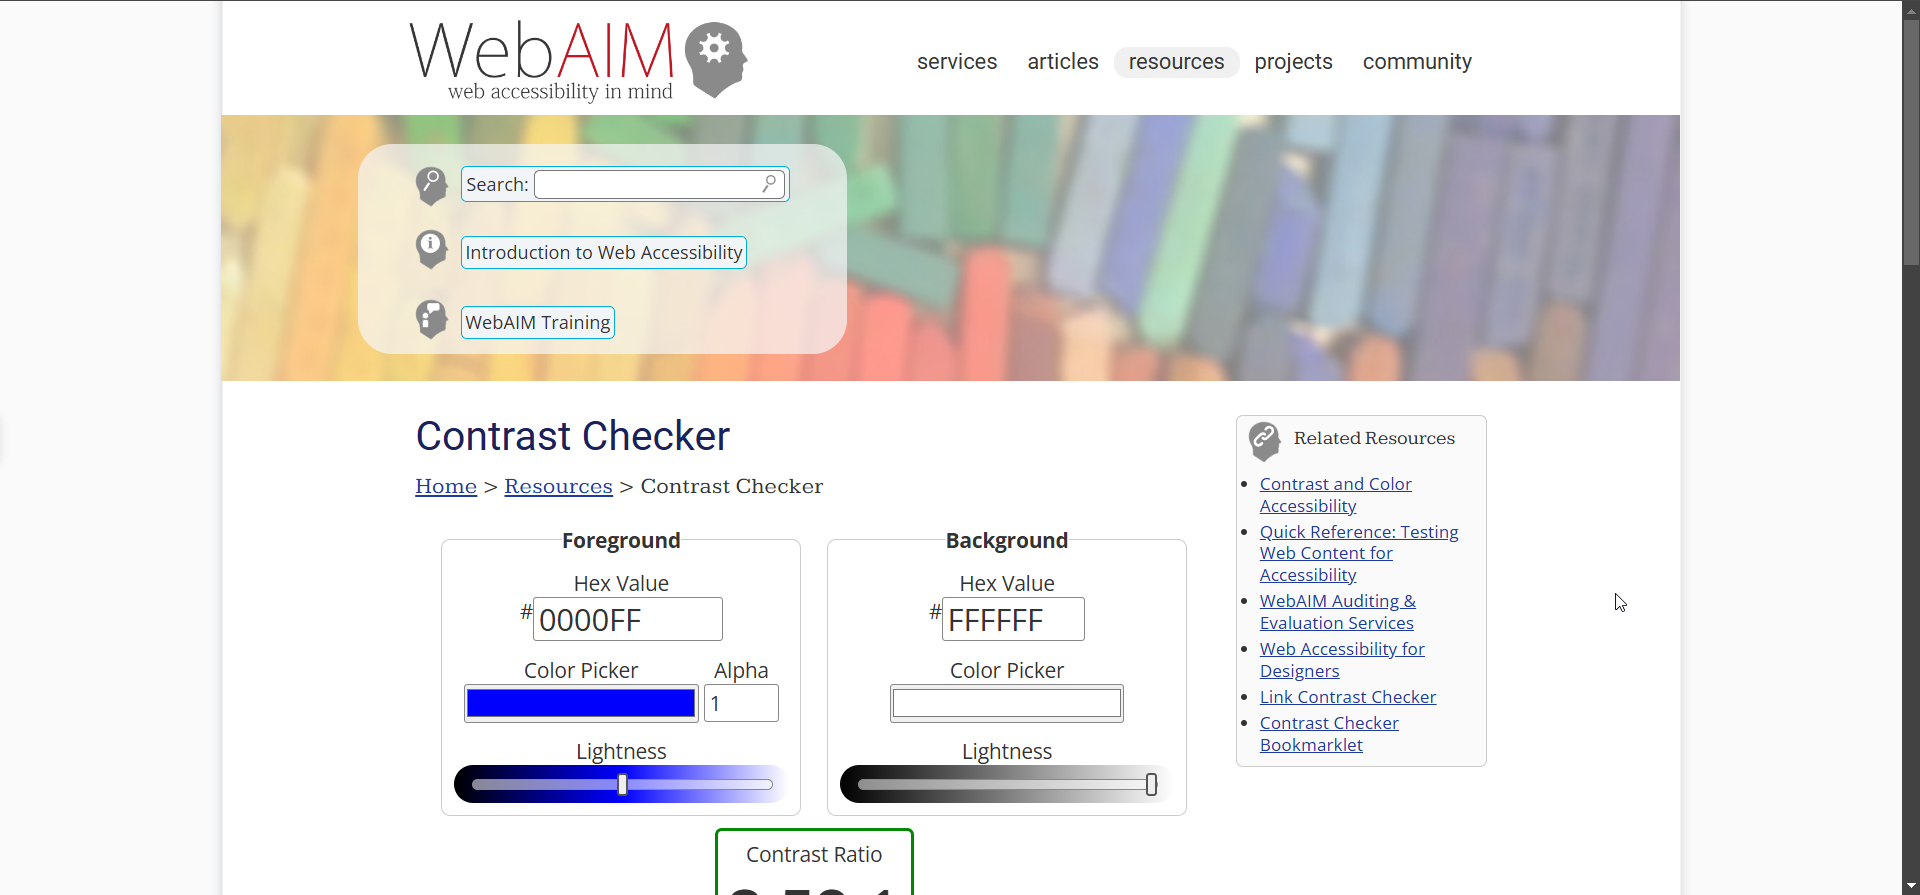 WebAIM
web accessibility in mind
services articles resources projects community
Search:
Introduction to Web Accessibility
WebAIM Training
Contrast Checker
Home > Resources > Contrast Checker
Foreground
Hex Value
#0000FF
Color Picker Alpha
1
Lightness
Background
Hex Value
#FFFFFF
Color Picker
Lightness
Contrast Ratio
Related Resources
Contrast and Color
Accessibility
Quick Reference: Testing
Web Content for
Accessibility
WebAIM Auditing &
Evaluation Services
Web Accessibility for
Designers
Link Contrast Checker
Contrast Checker
Bookmarklet